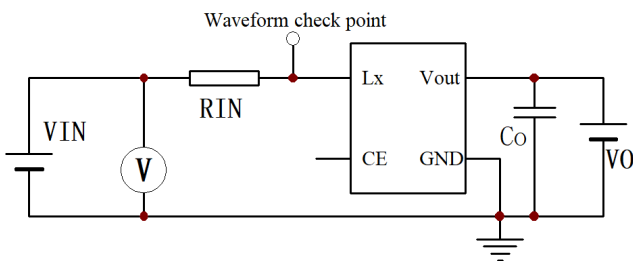 Waveform check point
Lx
Vout
RIN
VIN
CO
V
CE
GND
VO